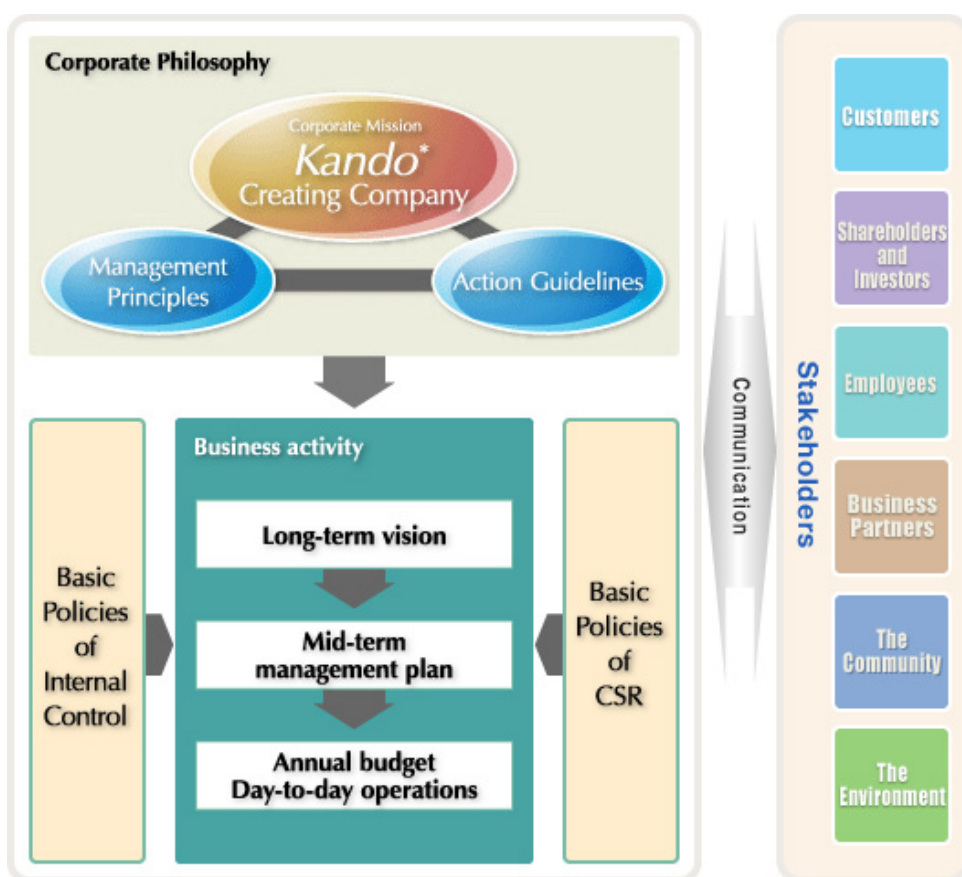 Corporate Philosophy
Corporate Mission
Kando*
Creating Company
Management
Principles
Action Guidelines
Business activity
Long-term vision
Mid-term
management plan
Annual budget
Day-to-day operations
Basic
Policies
of
Internal
Control
Basic
Policies
of
CSR
Communication
Stakeholders
Customers
Shareholders
and
Investors
Employees
Business
Partners
The
Community
The
Environment